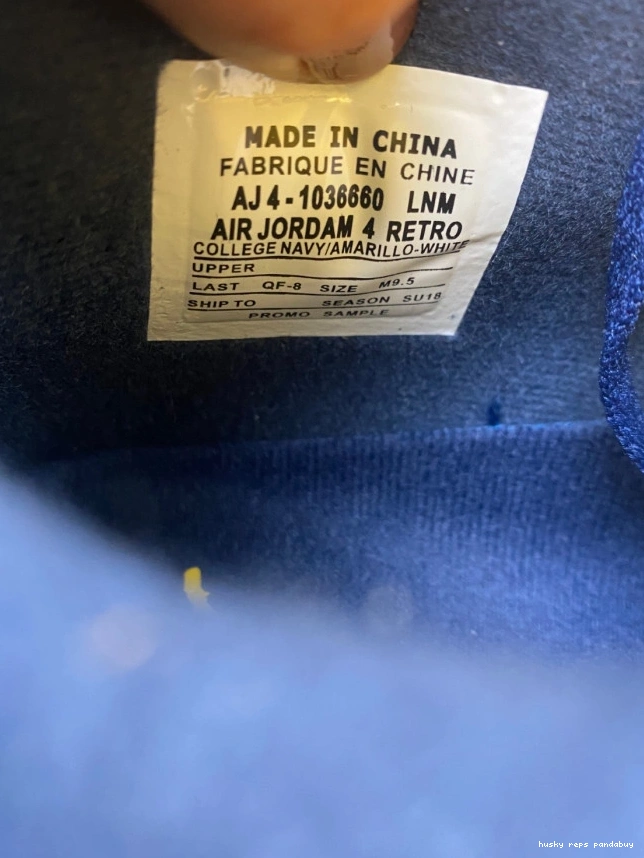 MADE IN CHINA
FABRIQUE EN CHINE
AJ 4 - 1036660 LNM
AIR JORDAM 4 RETRO
COLLEGE NAVY/AMARILLO-WHITE
UPPER
LAST QF-8 SIZE M9.5
SHIP TO SEASON SU18
PROMO SAMPLE
husky reps pandabuy